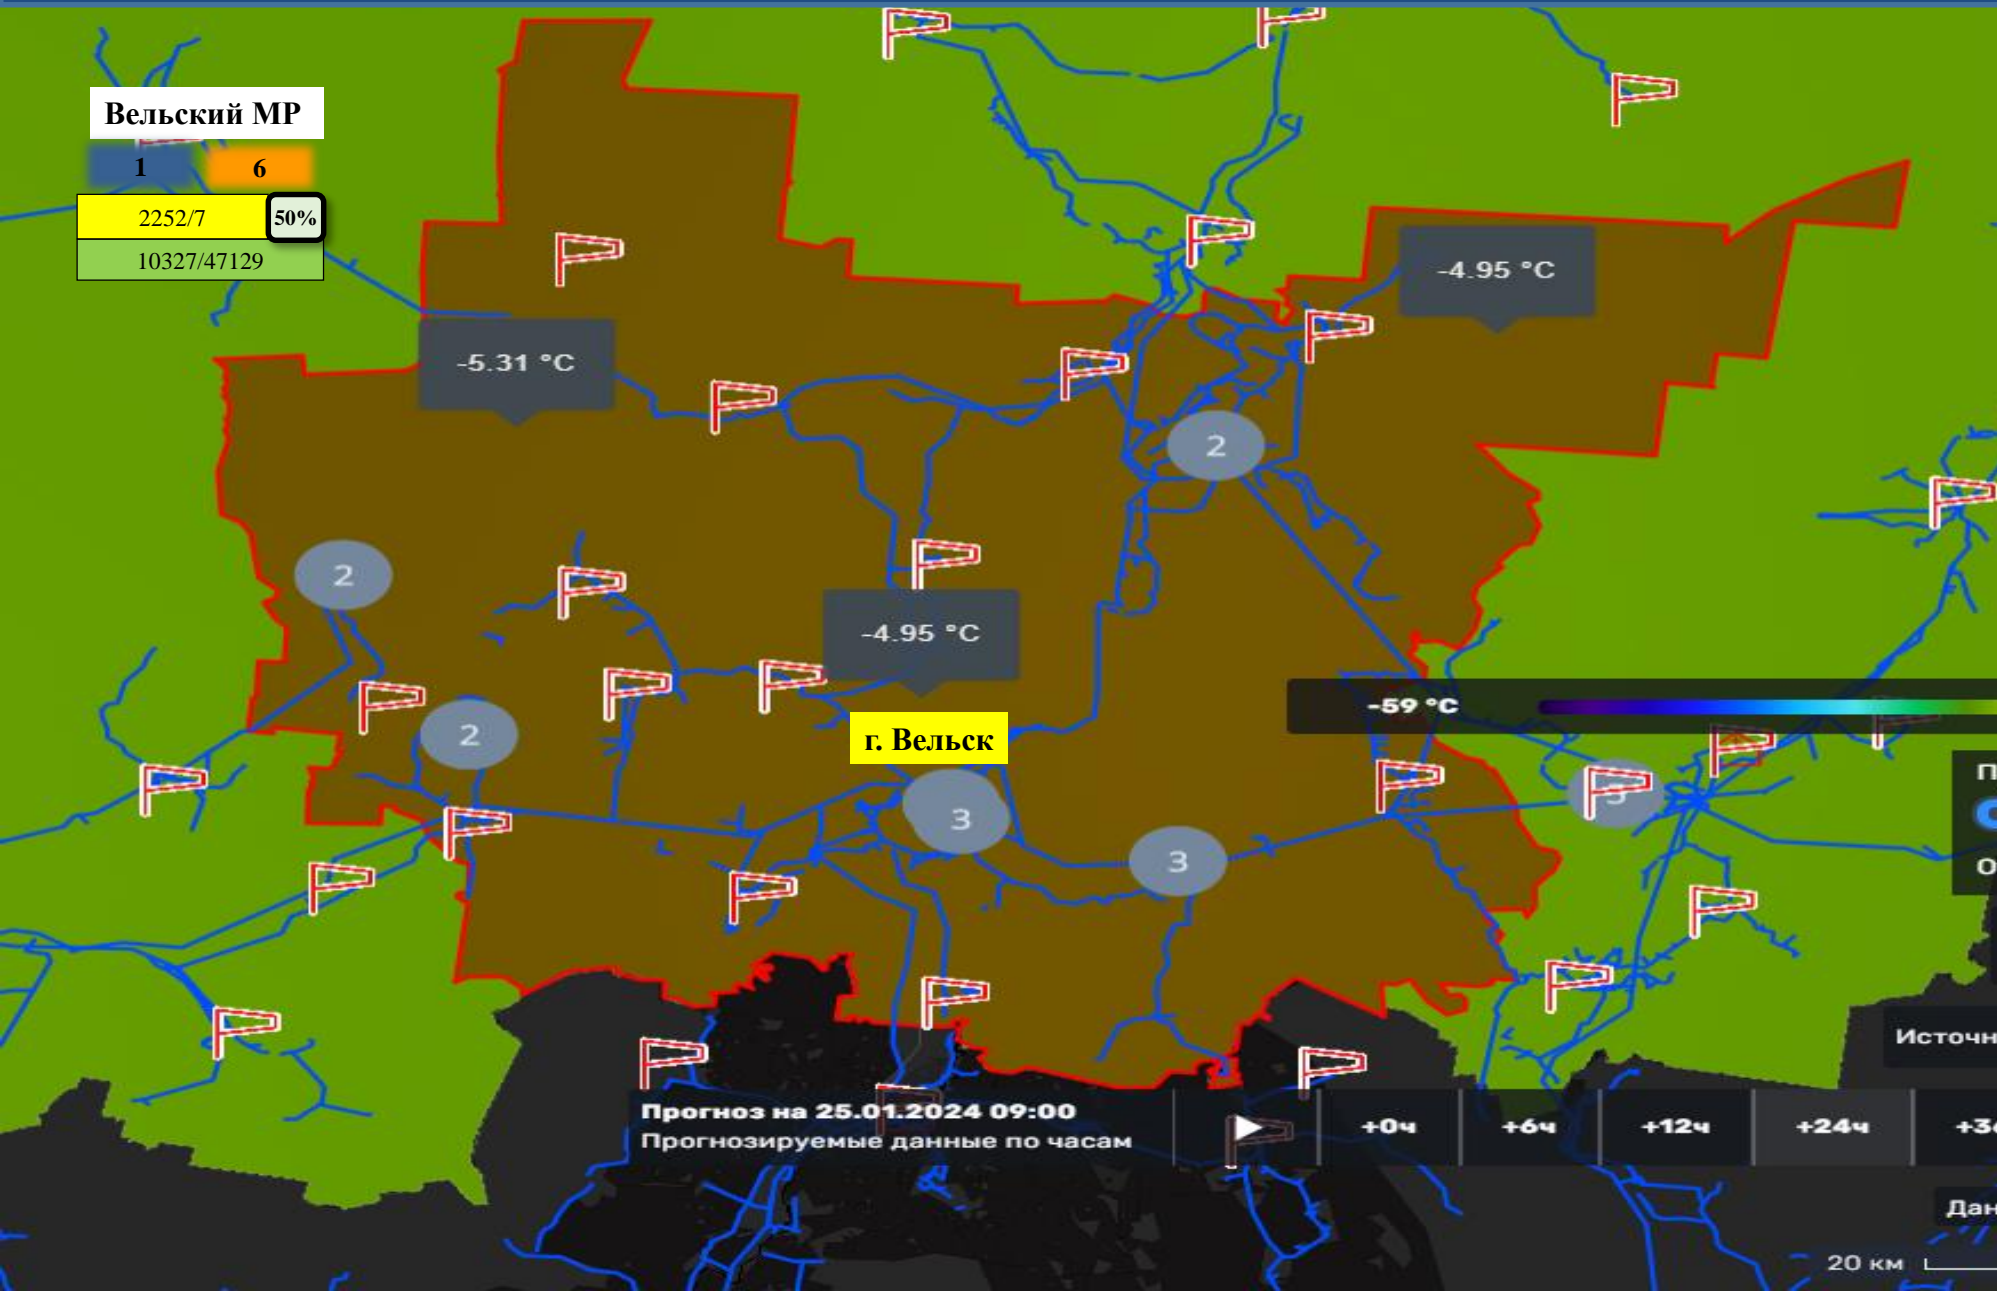 Вельский МР
1 6
2252/7 50%
10327/47129
-4.95 °C
-5.31 °C
2
2
-4.95 °C
-59 °C
2
г. Вельск
3
3
Прогноз на 25.01.2024 09:00
Прогнозируемые данные по часам
+0ч +6ч +12ч +24ч
20 км